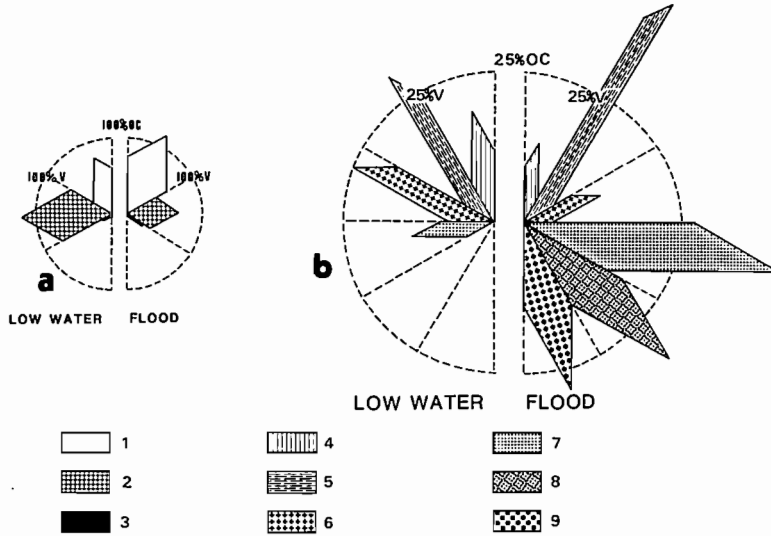 25%OC
25%V 25%V
100%OC
100%V 100%V
a
b
LOW WATER FLOOD
LOW WATER FLOOD
1 4 7
2 5 8
3 6 9